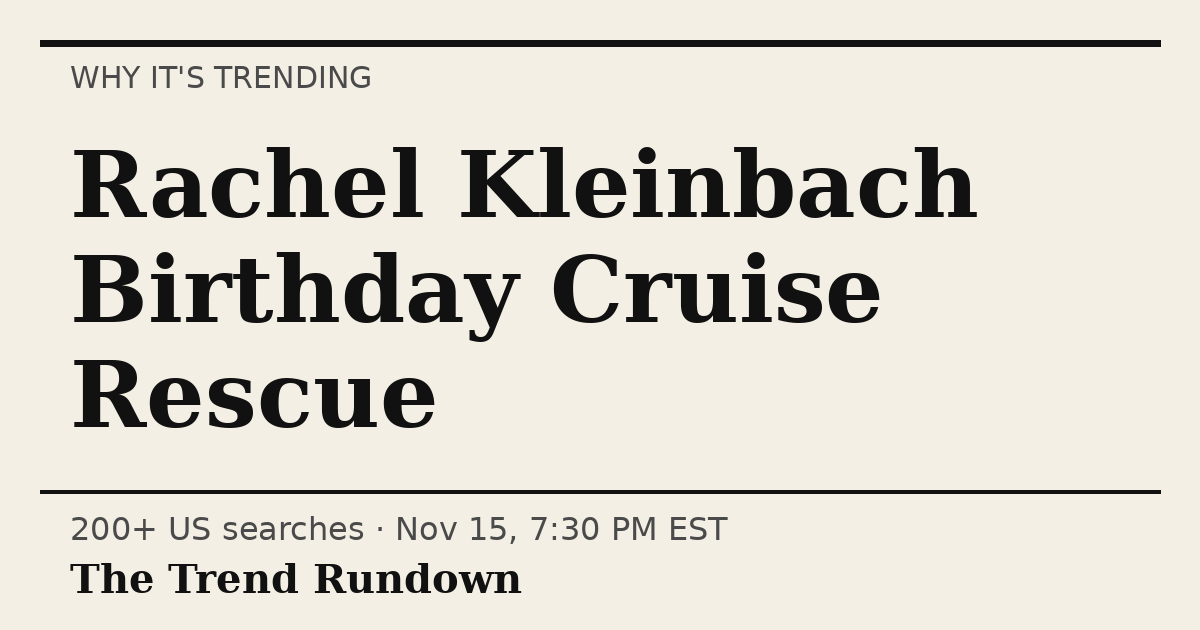 WHY IT'S TRENDING
Rachel Kleinbach
Birthday Cruise
Rescue
200+ US searches · Nov 15, 7:30 PM EST
The Trend Rundown